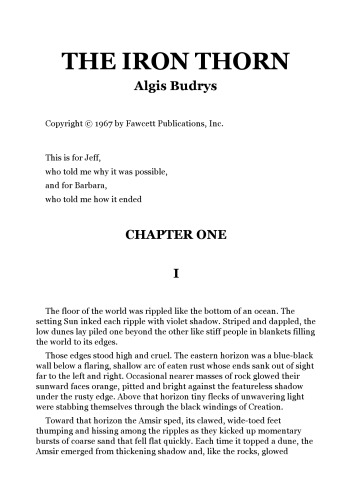 THE IRON THORN
Algis Budrys
Copyright © 1967 by Fawcett Publications, Inc.
This is for Jeff,
who told me why it was possible,
and for Barbara,
who told me how it ended
CHAPTER ONE
I
The floor of the world was rippled like the bottom of an ocean. The
setting Sun inked each ripple with violet shadow. Striped and dappled, the
low dunes lay piled one beyond the other like stiff people in blankets filling
the world to its edges.
Those edges stood high and cruel. The eastern horizon was a blue-black
wall below a flaring, shallow arc of eaten rust whose ends sank out of sight
far to the left and right. Occasional nearer masses of rock glowed their
sunward faces orange, pitted and bright against the featureless shadow
under the rusty edge. Above that horizon tiny flecks of unwavering light
were stabbing themselves through the black windings of Creation.
Toward that horizon the Amsir sped, its clawed, wide-toed feet
thumping and hissing among the ripples as they kicked up momentary
bursts of coarse sand that fell flat quickly. Each time it topped a dune, the
Amsir emerged from thickening shadow and, like the rocks, glowed